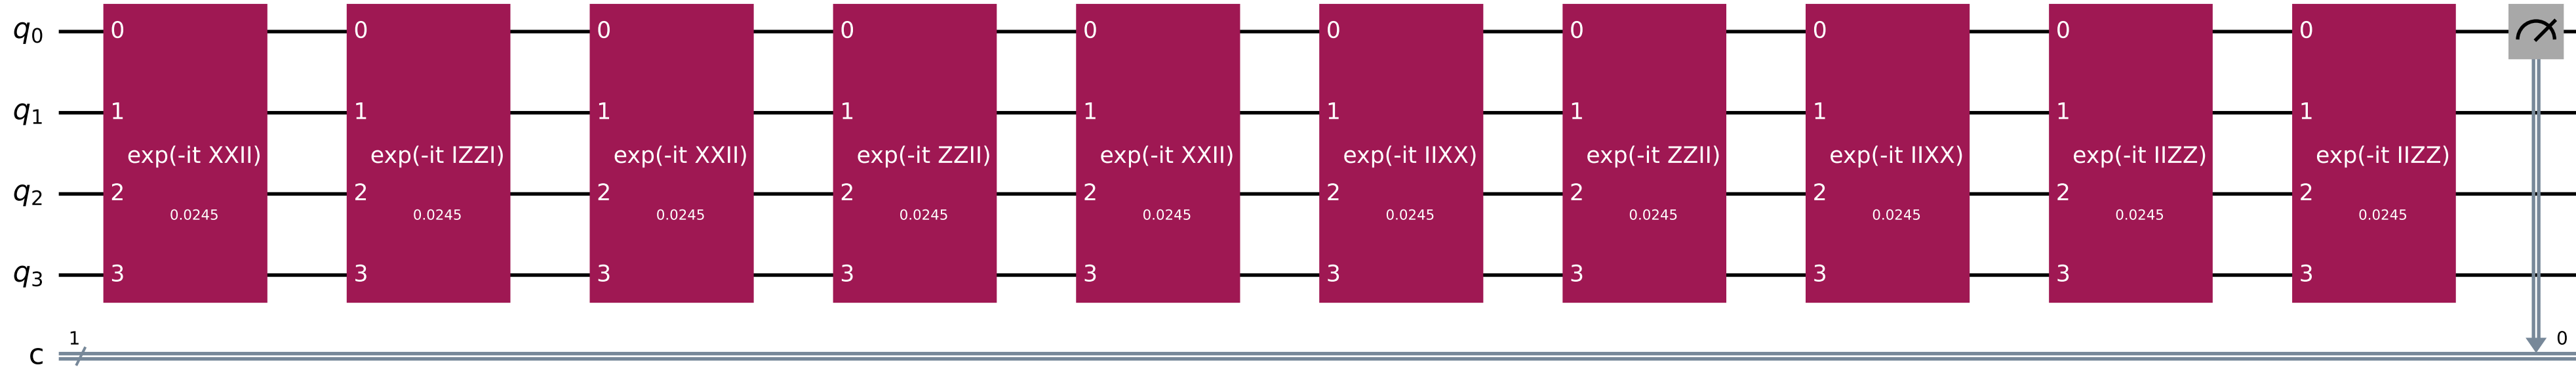 q0 0 0 0 0 0 0 0 0 0 0
q1 1 1 1 1 1 1 1 1 1 1
exp(-it XXII) exp(-it IZZI) exp(-it XXII) exp(-it ZZII) exp(-it XXII) exp(-it IIXX) exp(-it ZZII) exp(-it IIXX) exp(-it IIZZ) exp(-it IIZZ)
q2 2 2 2 2 2 2 2 2 2 2
0.0245 0.0245 0.0245 0.0245 0.0245 0.0245 0.0245 0.0245 0.0245 0.0245
q3 3 3 3 3 3 3 3 3 3 3
1 0
c